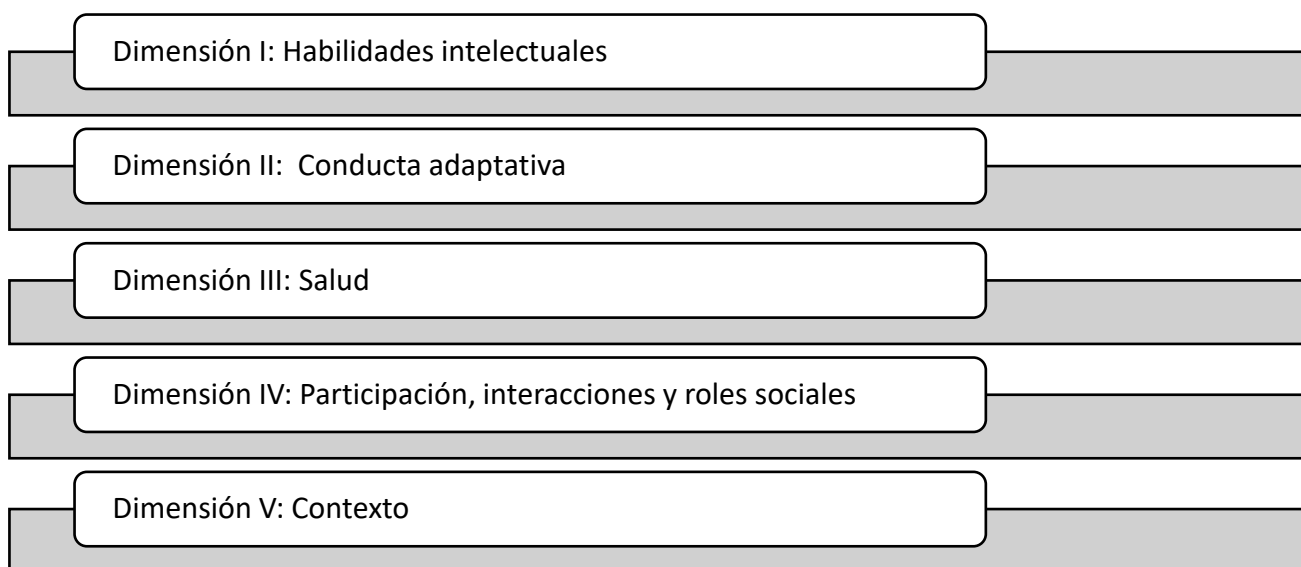 Dimensión I: Habilidades intelectuales
Dimensión II:  Conducta adaptativa
Dimensión III: Salud
Dimensión IV: Participación, interacciones y roles sociales
Dimensión V: Contexto